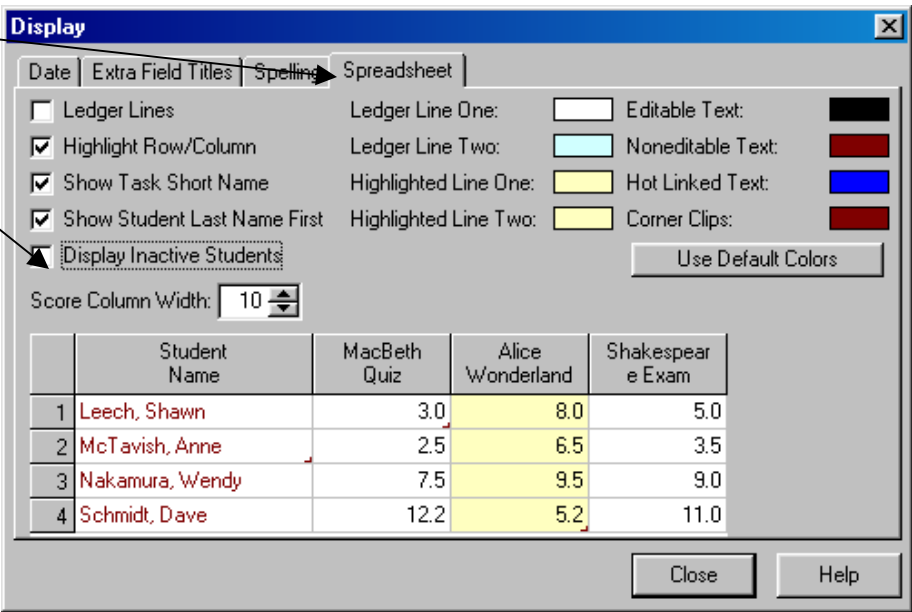 Display
Date Extra Field Titles Spelling Spreadsheet
Ledger Lines Ledger Line One: Editable Text:
Highlight Row/Column Ledger Line Two: Noneditable Text:
Show Task Short Name Highlighted Line One: Hot Linked Text:
Show Student Last Name First Highlighted Line Two: Corner Clips:
Display Inactive Students Use Default Colors
Score Column Width: 10
Student MacBeth Alice Shakespear
Name Quiz Wonderland e Exam
1 Leech, Shawn 3.0 8.0 5.0
2 McTavish, Anne 2.5 6.5 3.5
3 Nakamura, Wendy 7.5 9.5 9.0
4 Schmidt, Dave 12.2 5.2 11.0
Close Help